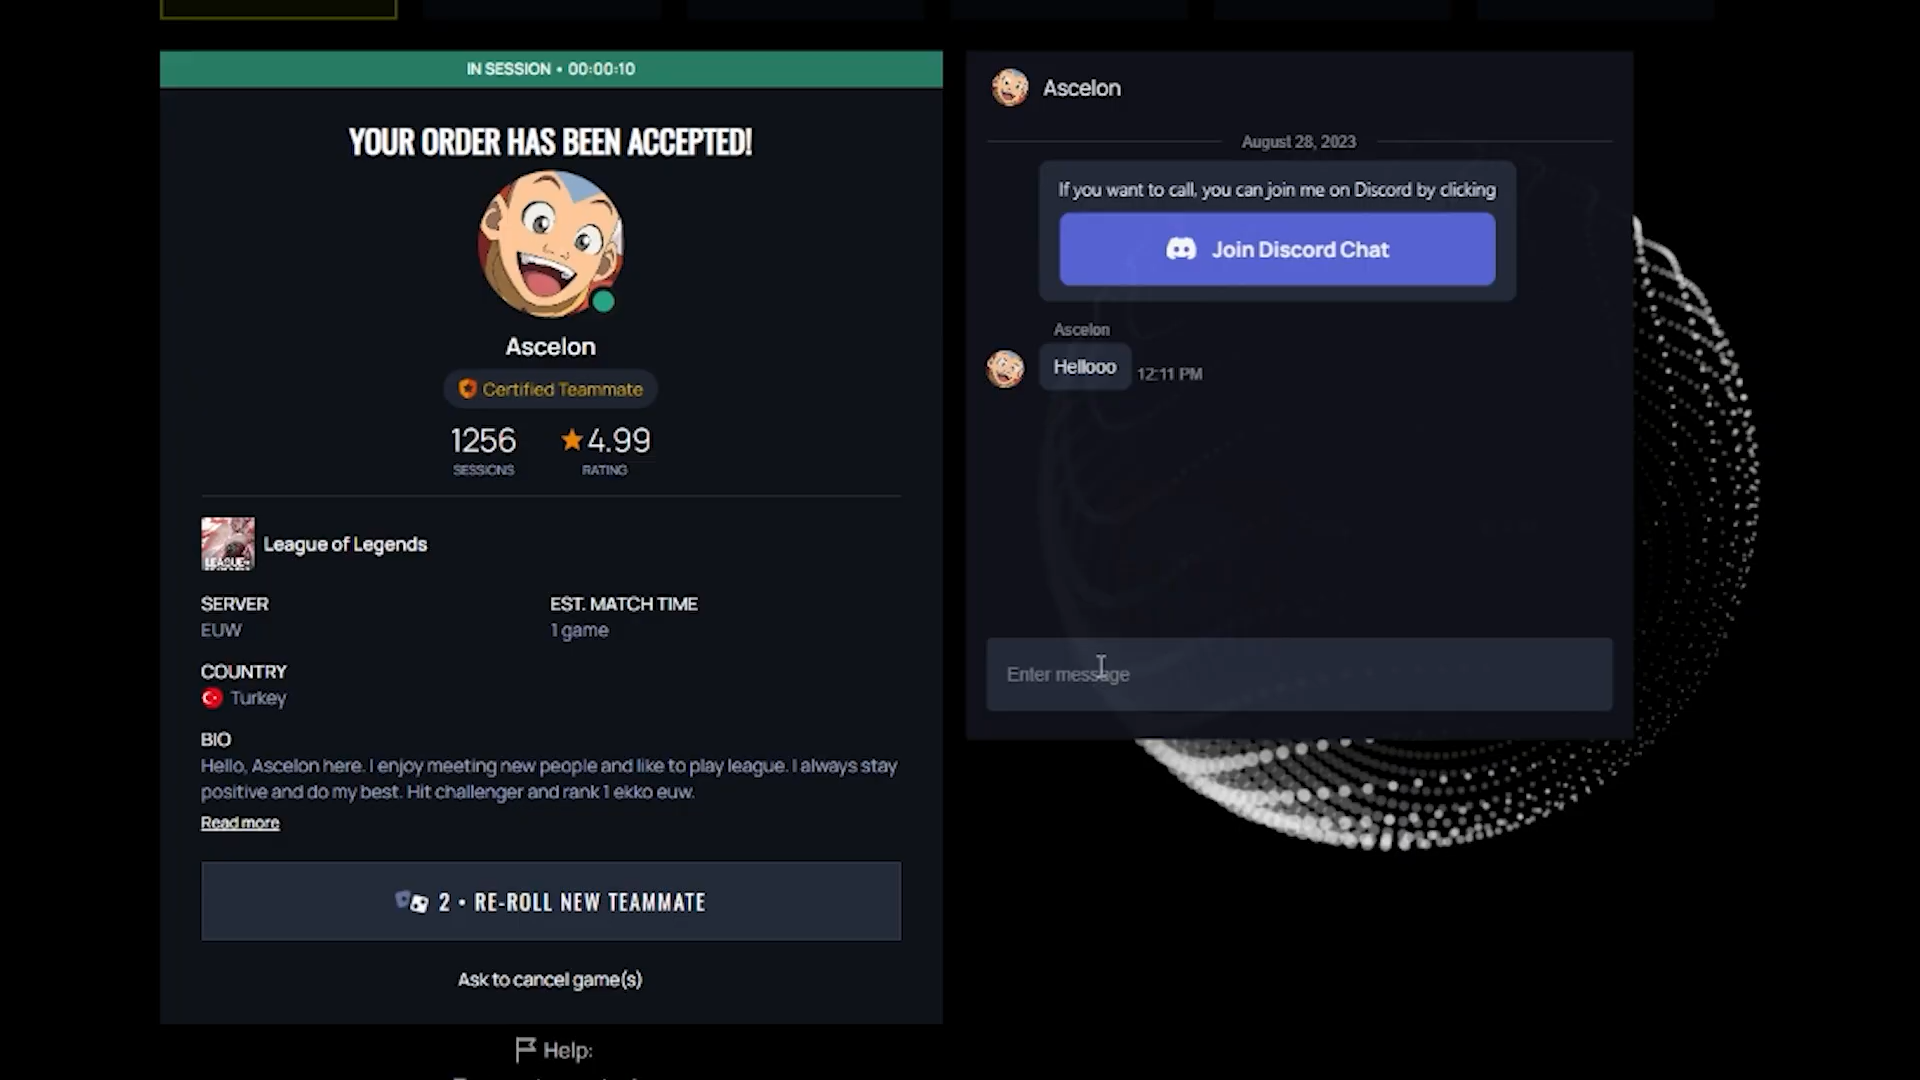 IN SESSION • 00:00:10
YOUR ORDER HAS BEEN ACCEPTED!
Ascelon
Certified Teammate
1256
SESSIONS
4.99
RATING
LEAGUE
League of Legends
SERVER
EUW
EST. MATCH TIME
1 game
COUNTRY
Turkey
BIO
Hello, Ascelon here. I enjoy meeting new people and like to play league. I always stay
positive and do my best. Hit challenger and rank 1 ekko euw.
Read more
2 • RE-ROLL NEW TEAMMATE
Ask to cancel game(s)
Help:
Ascelon
August 28, 2023
If you want to call, you can join me on Discord by clicking
Join Discord Chat
Ascelon
Hellooo
12:11 PM
Enter message